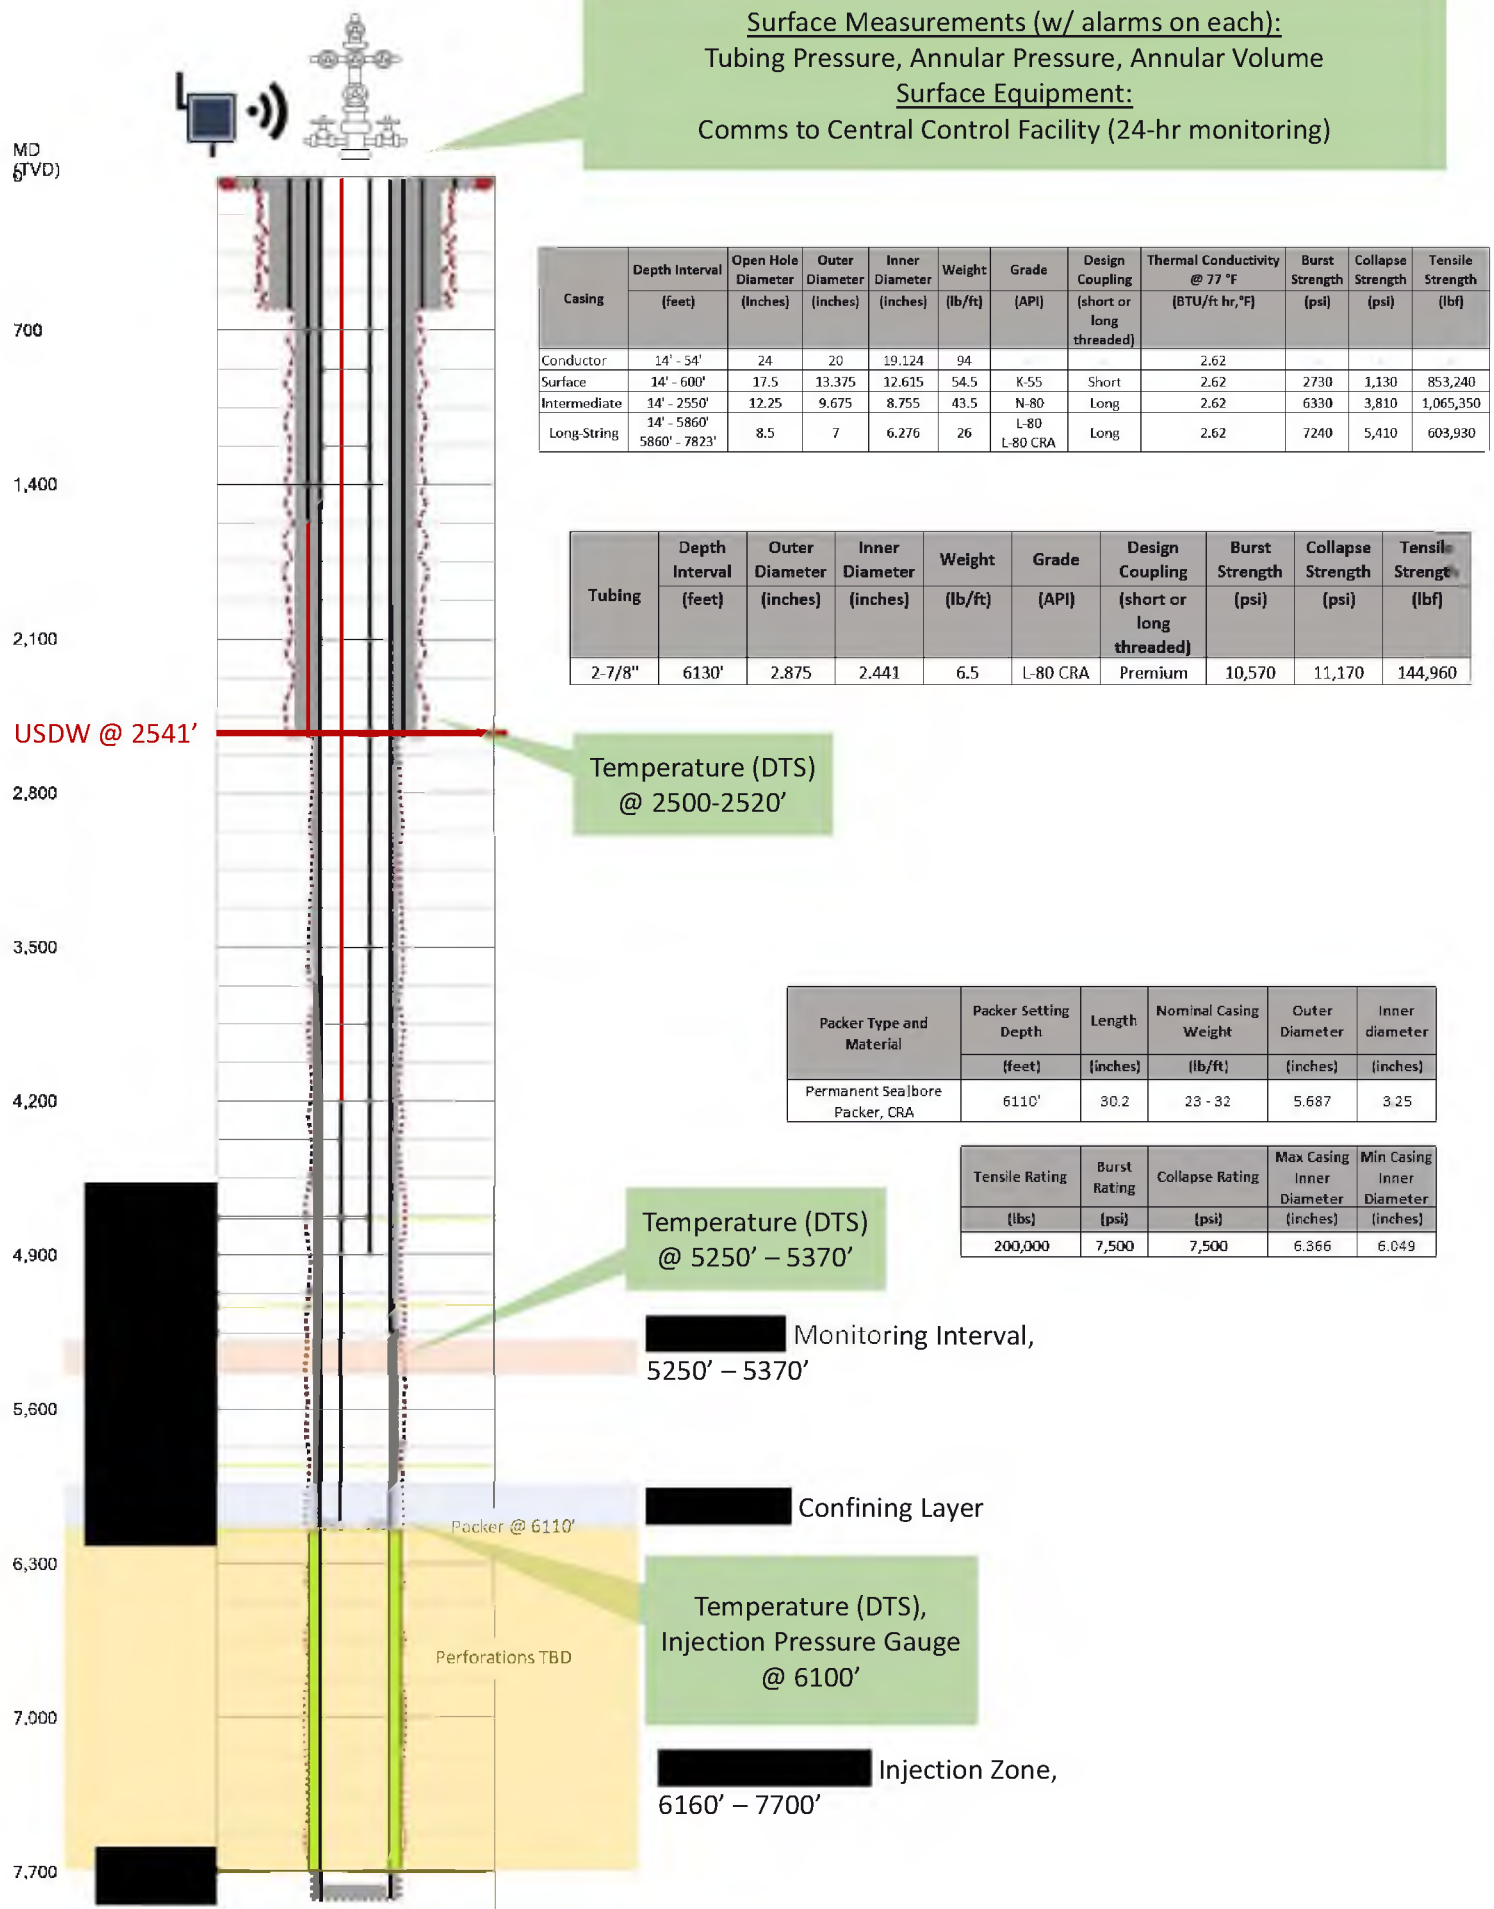 Surface Measurements (w/ alarms on each):
Tubing Pressure, Annular Pressure, Annular Volume
Surface Equipment:
Comms to Central Control Facility (24-hr monitoring)
MD
(TVD)
0
Casing Depth Interval Open Hole Diameter Outer Diameter Inner Diameter Weight Grade Design Coupling Thermal Conductivity @ 77 °F Burst Strength Collapse Strength Tensile Strength
(feet) (Inches) (inches) (inches) (lb/ft) (API) (short or long threaded) (BTU/ft hr,°F) (psi) (psi) (lbf)
Conductor 14' - 54' 24 20 19.124 94 2.62
Surface 14' - 600' 17.5 13.375 12.615 54.5 K-55 Short 2.62 2730 1,130 853,240
Intermediate 14' - 2550' 12.25 9.675 8.755 43.5 N-80 Long 2.62 6330 3,810 1,065,350
Long-String 14' - 5860' 5860' - 7823' 8.5 7 6.276 26 L-80 L-80 CRA Long 2.62 7240 5,410 603,930
700
1,400
Tubing Depth Interval Outer Diameter Inner Diameter Weight Grade Design Coupling Burst Strength Collapse Strength Tensile Strength
(feet) (inches) (inches) (lb/ft) (API) (short or long threaded) (psi) (psi) (lbf)
2-7/8" 6130' 2.875 2.441 6.5 L-80 CRA Premium 10,570 11,170 144,960
2,100
USDW @ 2541’
Temperature (DTS)
@ 2500-2520’
2,800
3,500
Packer Type and Material Packer Setting Depth Length Nominal Casing Weight Outer Diameter Inner diameter
(feet) (inches) (lb/ft) (inches) (inches)
Permanent Sealbore Packer, CRA 6110' 30.2 23 - 32 5.687 3.25
4,200
Tensile Rating Burst Rating Collapse Rating Max Casing Inner Diameter Min Casing Inner Diameter
(lbs) (psi) (psi) (inches) (inches)
200,000 7,500 7,500 6.366 6.049
Temperature (DTS)
@ 5250’ – 5370’
4,900
Monitoring Interval,
5250’ – 5370’
5,600
Confining Layer
Packer @ 6110'
6,300
Temperature (DTS),
Injection Pressure Gauge
@ 6100’
Perforations TBD
7,000
Injection Zone,
6160’ – 7700’
7,700